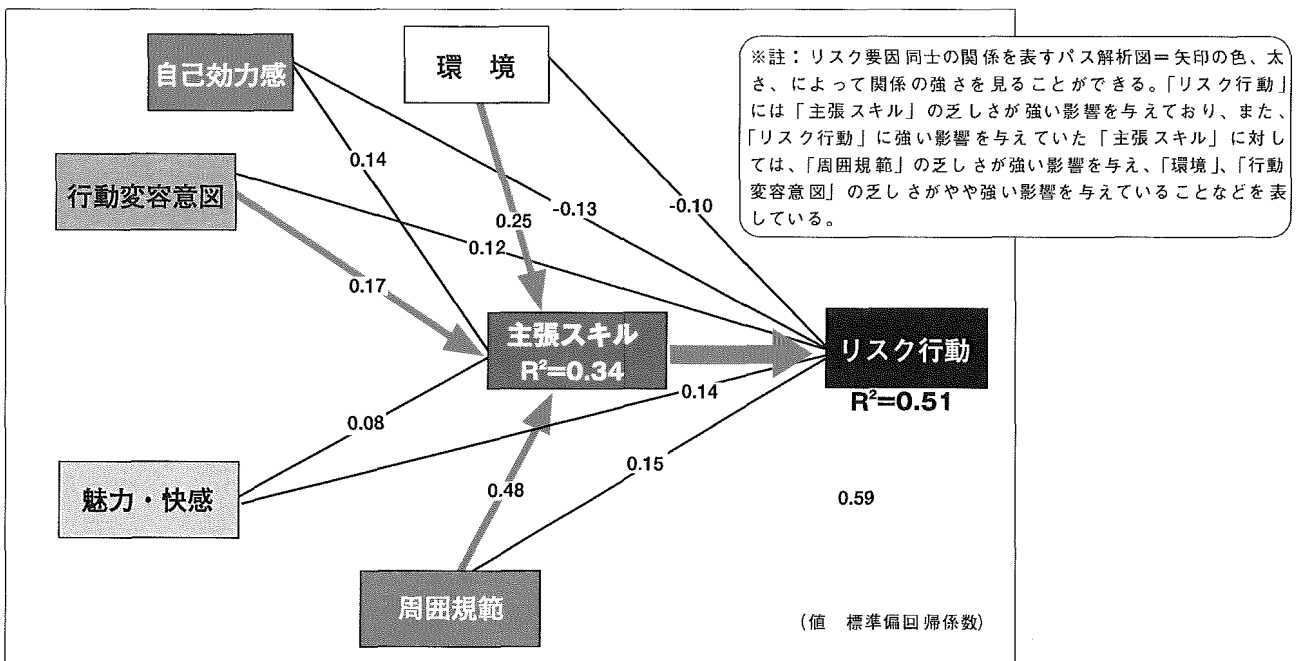 自己効力感
環 境
※註：リスク要因同士の関係を表すパス解析図＝矢印の色、太
さ、によって関係の強さを見ることができる。「リスク行動」
には「主張スキル」の乏しさが強い影響を与えており、また、
「リスク行動」に強い影響を与えていた「主張スキル」に対し
ては、「周囲規範」の乏しさが強い影響を与え、「環境」、「行動
変容意図」の乏しさがやや強い影響を与えていることなどを表
している。
0.14
行動変容意図
-0.13
-0.10
0.25
0.12
0.17
主張スキル
R²=0.34
リスク行動
R²=0.51
0.14
0.08
0.15
魅力・快感
0.48
0.59
周囲規範
（値 標準偏回帰係数）